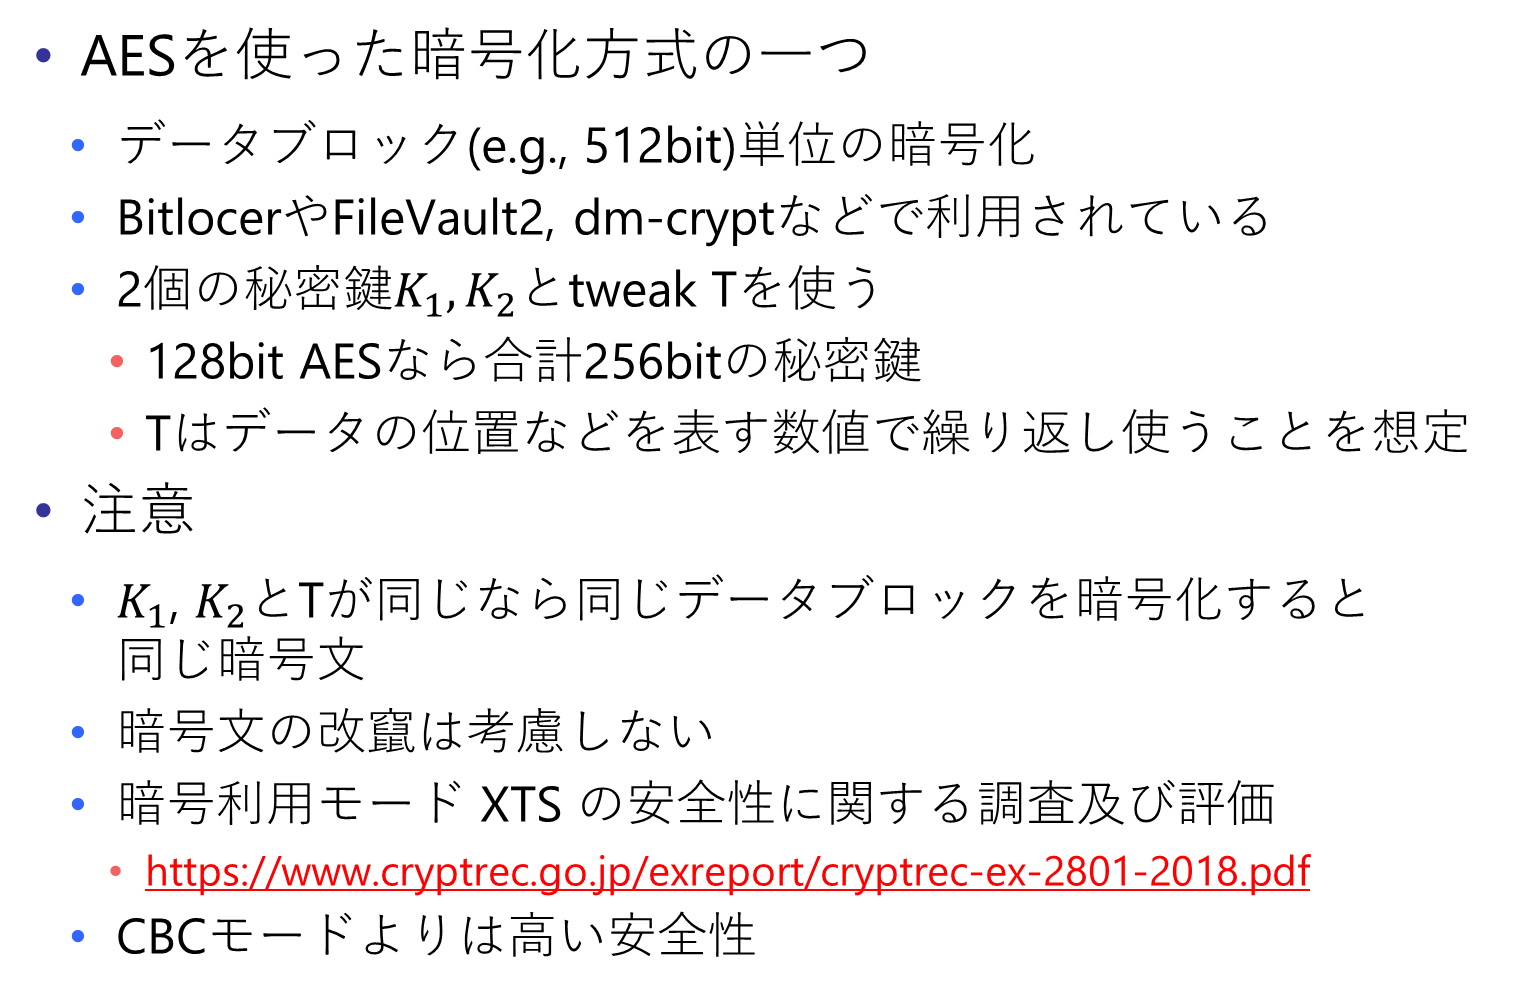 • AESを使った暗号化方式の一つ
• データブロック(e.g., 512bit)単位の暗号化
• BitlocerやFileVault2, dm-cryptなどで利用されている
• 2個の秘密鍵K₁, K₂とtweak Tを使う
• 128bit AESなら合計256bitの秘密鍵
• Tはデータの位置などを表す数値で繰り返し使うことを想定
• 注意
• K₁, K₂とTが同じなら同じデータブロックを暗号化すると
同じ暗号文
• 暗号文の改竄は考慮しない
• 暗号利用モード XTS の安全性に関する調査及び評価
• https://www.cryptrec.go.jp/exreport/cryptrec-ex-2801-2018.pdf
• CBCモードよりは高い安全性